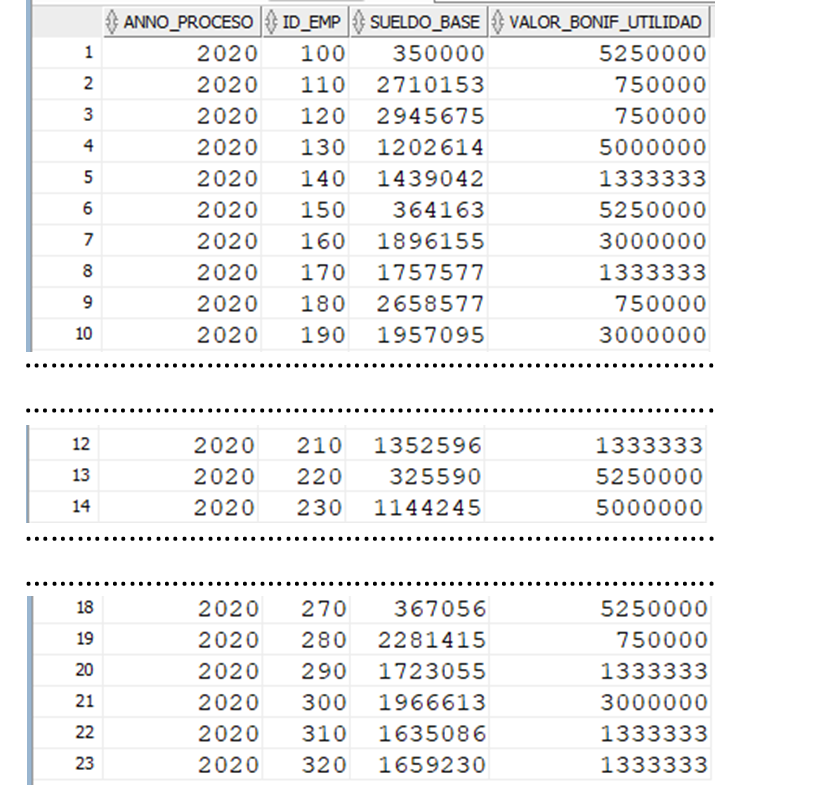 ANNO_PROCESO ID_EMP SUELDO_BASE VALOR_BONIF_UTILIDAD
1 2020 100 350000 5250000
2 2020 110 2710153 750000
3 2020 120 2945675 750000
4 2020 130 1202614 5000000
5 2020 140 1439042 1333333
6 2020 150 364163 5250000
7 2020 160 1896155 3000000
8 2020 170 1757577 1333333
9 2020 180 2658577 750000
10 2020 190 1957095 3000000
12 2020 210 1352596 1333333
13 2020 220 325590 5250000
14 2020 230 1144245 5000000
18 2020 270 367056 5250000
19 2020 280 2281415 750000
20 2020 290 1723055 1333333
21 2020 300 1966613 3000000
22 2020 310 1635086 1333333
23 2020 320 1659230 1333333